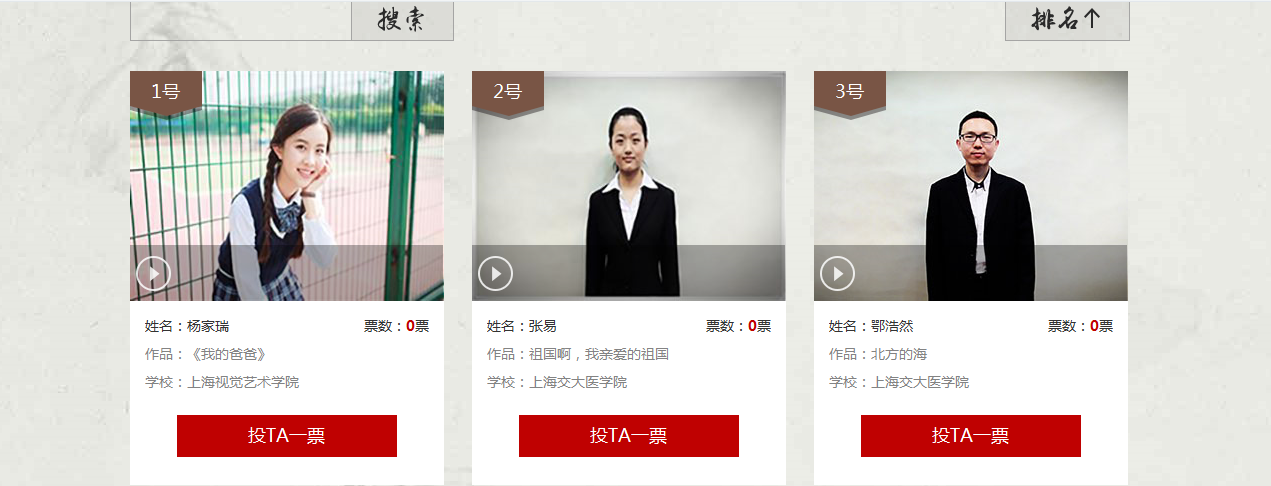 搜索
排名↑
1号
2号
3号
姓名：杨家瑞 票数：0票
作品：《我的爸爸》
学校：上海视觉艺术学院
投TA一票
姓名：张易 票数：0票
作品：祖国啊，我亲爱的祖国
学校：上海交大医学院
投TA一票
姓名：鄂浩然 票数：0票
作品：北方的海
学校：上海交大医学院
投TA一票